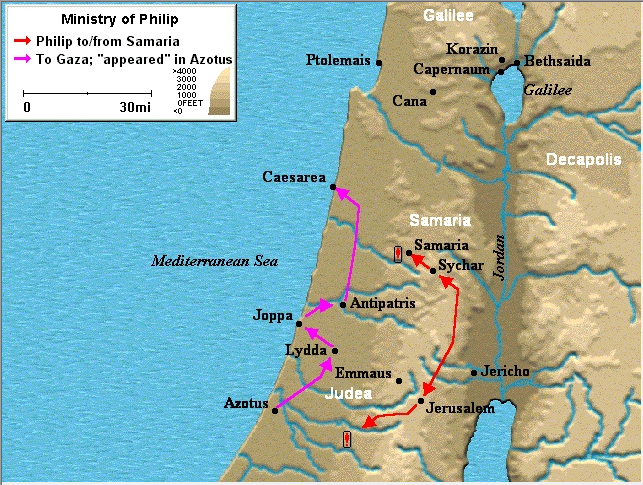 Ministry of Philip
Philip to/from Samaria
To Gaza; "appeared" in Azotus
>4000
3000
2000
1000
0FEET
<0
0 30mi
Galilee
Korazin
Ptolemais
Bethsaida
Capernaum
Galilee
Cana
Decapolis
Caesarea
Samaria
Samaria
Jordan
Mediterranean Sea
Sychar
Antipatris
Joppa
Lydda
Emmaus
Jericho
Judea
Azotus
Jerusalem